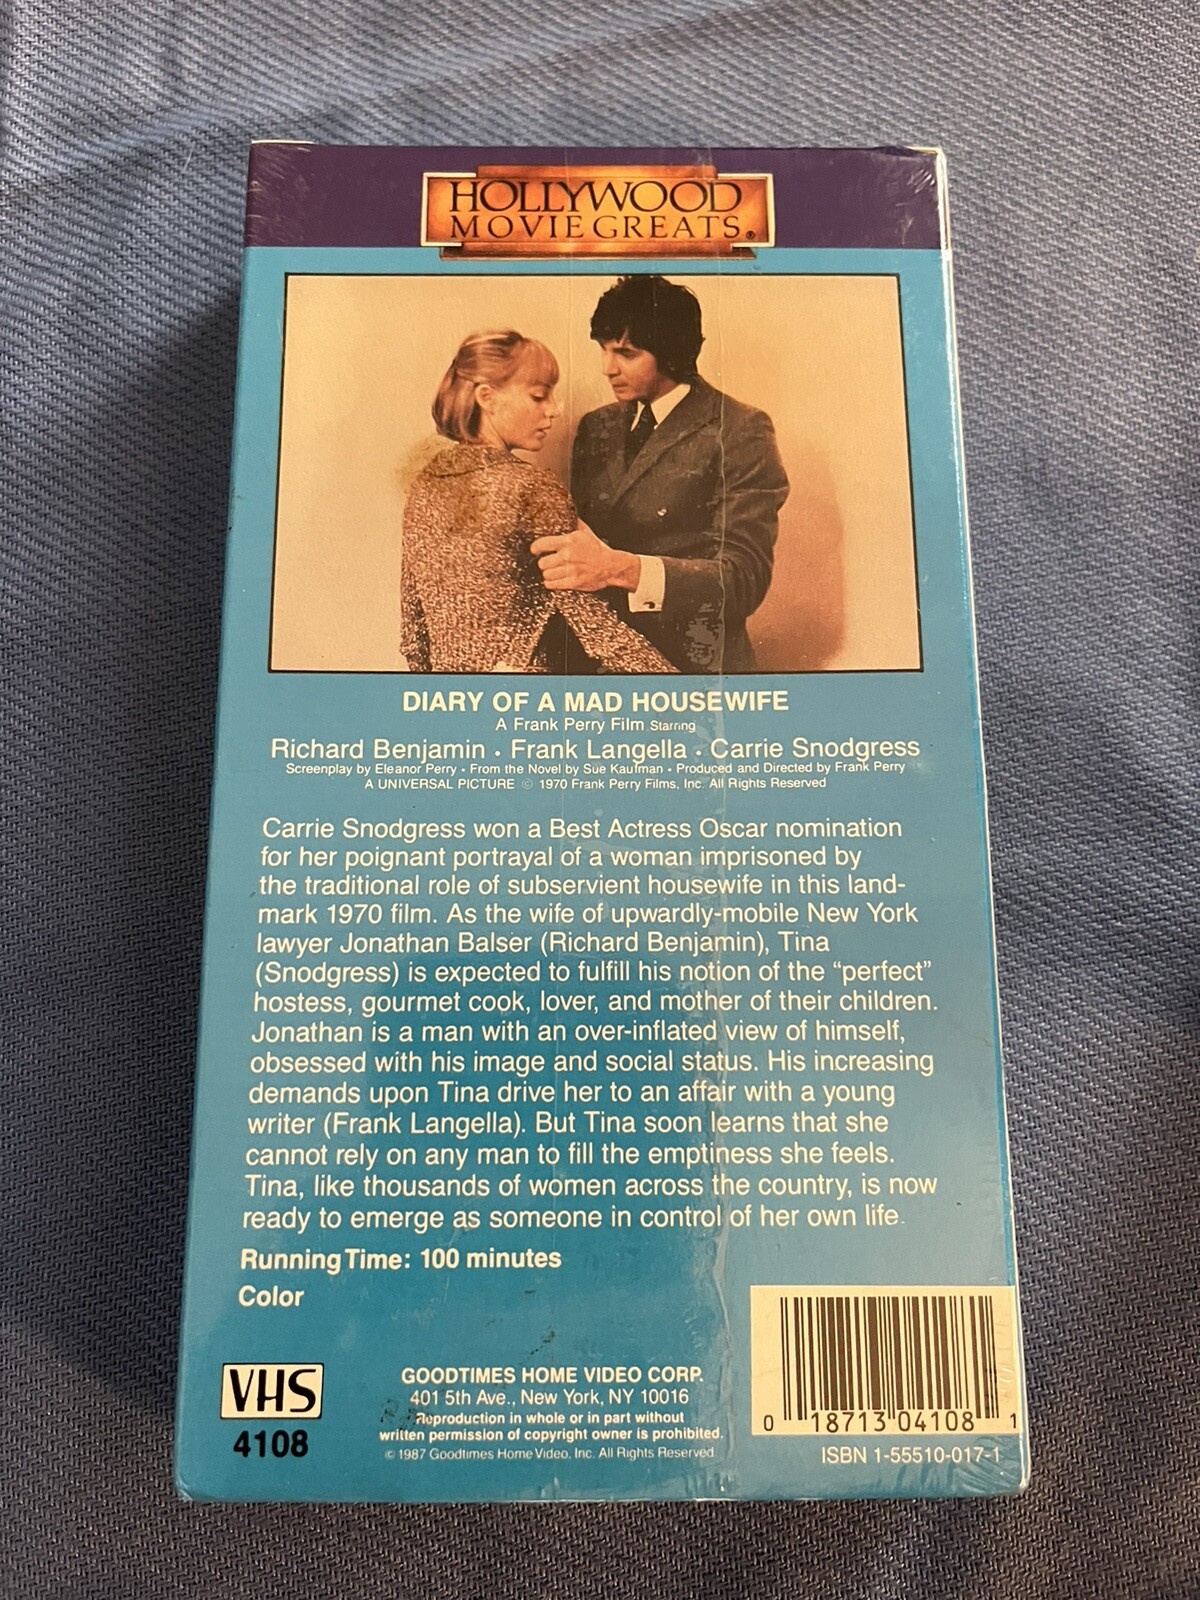 HOLLYWOOD
MOVIE GREATS®
DIARY OF A MAD HOUSEWIFE
A Frank Perry Film Starring
Richard Benjamin • Frank Langella • Carrie Snodgress
Screenplay by Eleanor Perry • From the Novel by Sue Kaufman • Produced and Directed by Frank Perry
A UNIVERSAL PICTURE © 1970 Frank Perry Films, Inc. All Rights Reserved
Carrie Snodgress won a Best Actress Oscar nomination
for her poignant portrayal of a woman imprisoned by
the traditional role of subservient housewife in this land-
mark 1970 film. As the wife of upwardly-mobile New York
lawyer Jonathan Balser (Richard Benjamin), Tina
(Snodgress) is expected to fulfill his notion of the “perfect”
hostess, gourmet cook, lover, and mother of their children.
Jonathan is a man with an over-inflated view of himself,
obsessed with his image and social status. His increasing
demands upon Tina drive her to an affair with a young
writer (Frank Langella). But Tina soon learns that she
cannot rely on any man to fill the emptiness she feels.
Tina, like thousands of women across the country, is now
ready to emerge as someone in control of her own life.
Running Time: 100 minutes
Color
VHS
4108
GOODTIMES HOME VIDEO CORP.
401 5th Ave., New York, NY 10016
Reproduction in whole or in part without
written permission of copyright owner is prohibited.
© 1987 Goodtimes Home Video, Inc. All Rights Reserved
0 18713 04108 1
ISBN 1-55510-017-1